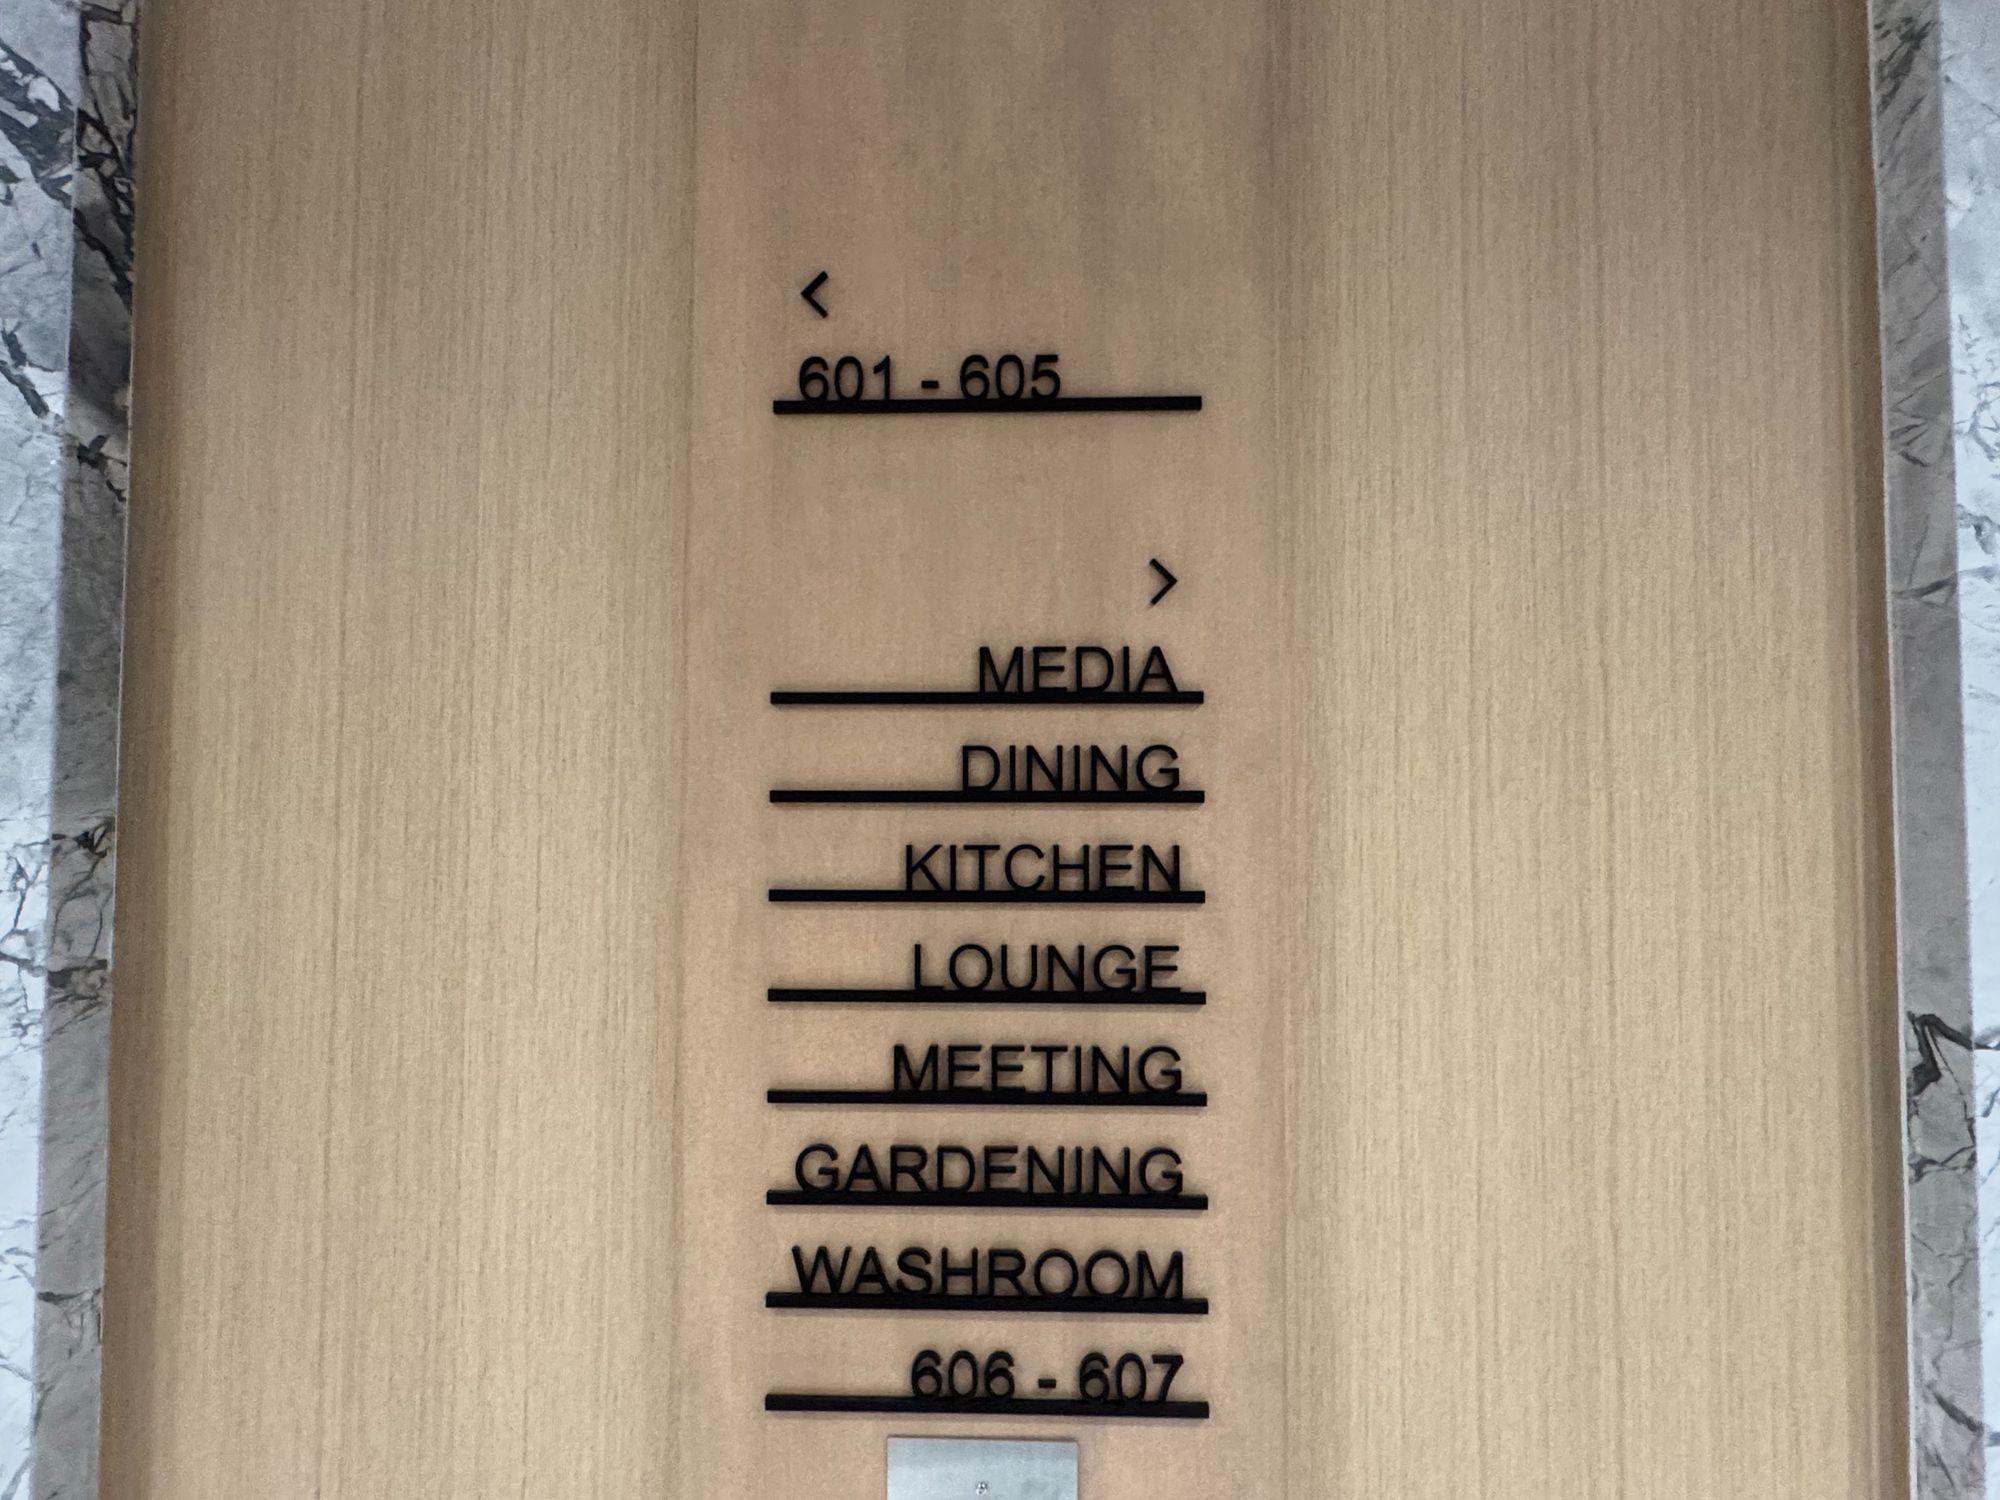 <
601 - 605
>
MEDIA
DINING
KITCHEN
LOUNGE
MEETING
GARDENING
WASHROOM
606 - 607